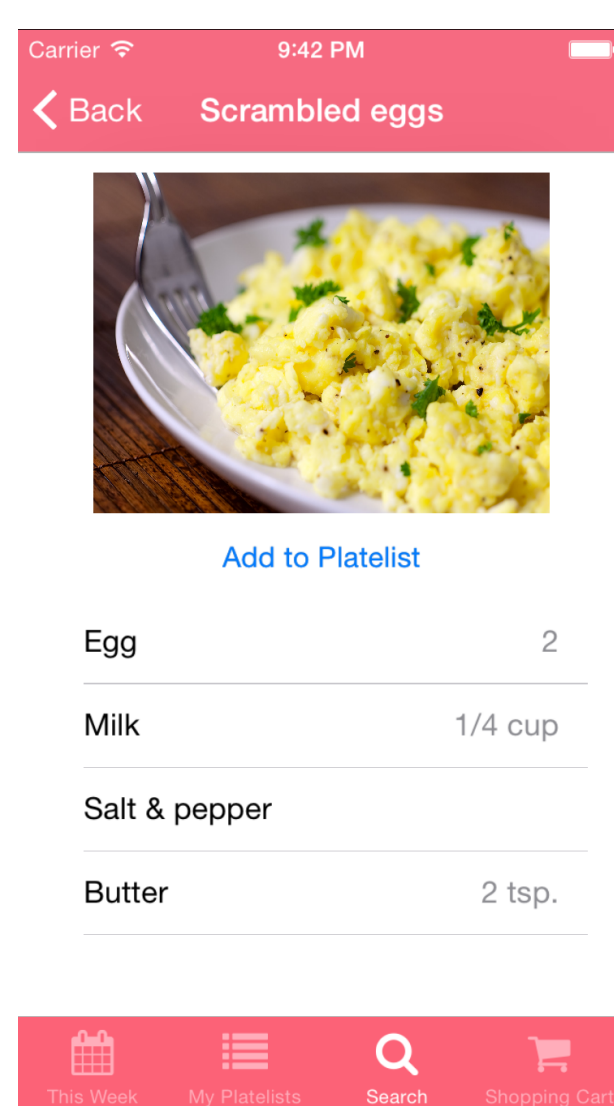 Carrier 9:42 PM
Back Scrambled eggs
Add to Platelist
Egg 2
Milk 1/4 cup
Salt & pepper
Butter 2 tsp.
This Week My Platelists Search Shopping Cart